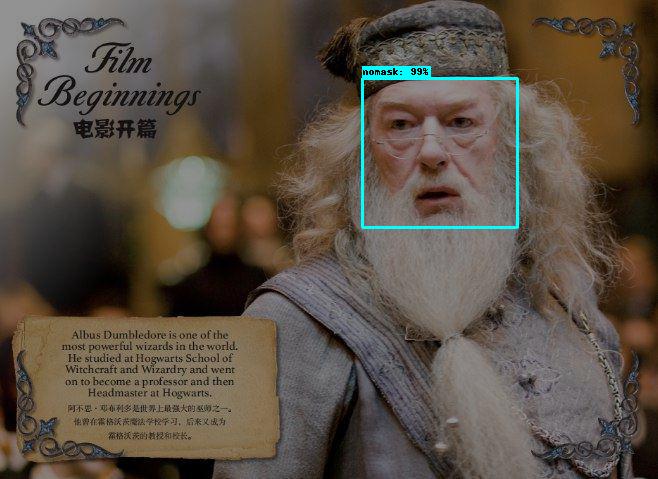 Film
Beginnings
电影开篇
nomask: 99%
Albus Dumbledore is one of the
most powerful wizards in the world.
He studied at Hogwarts School of
Witchcraft and Wizardry and went
on to become a professor and then
Headmaster at Hogwarts.
阿不思·邓布利多是世界上最强大的巫师之一。
他曾在霍格沃茨魔法学校学习，后来又成为
霍格沃茨的教授和校长。